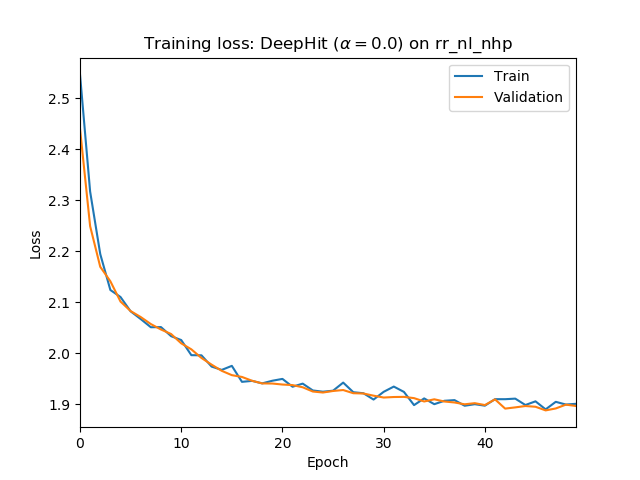 Training loss: DeepHit (α = 0.0) on rr_nl_nhp
Train
Validation
Loss
2.5
2.4
2.3
2.2
2.1
2.0
1.9
0 10 20 30 40
Epoch